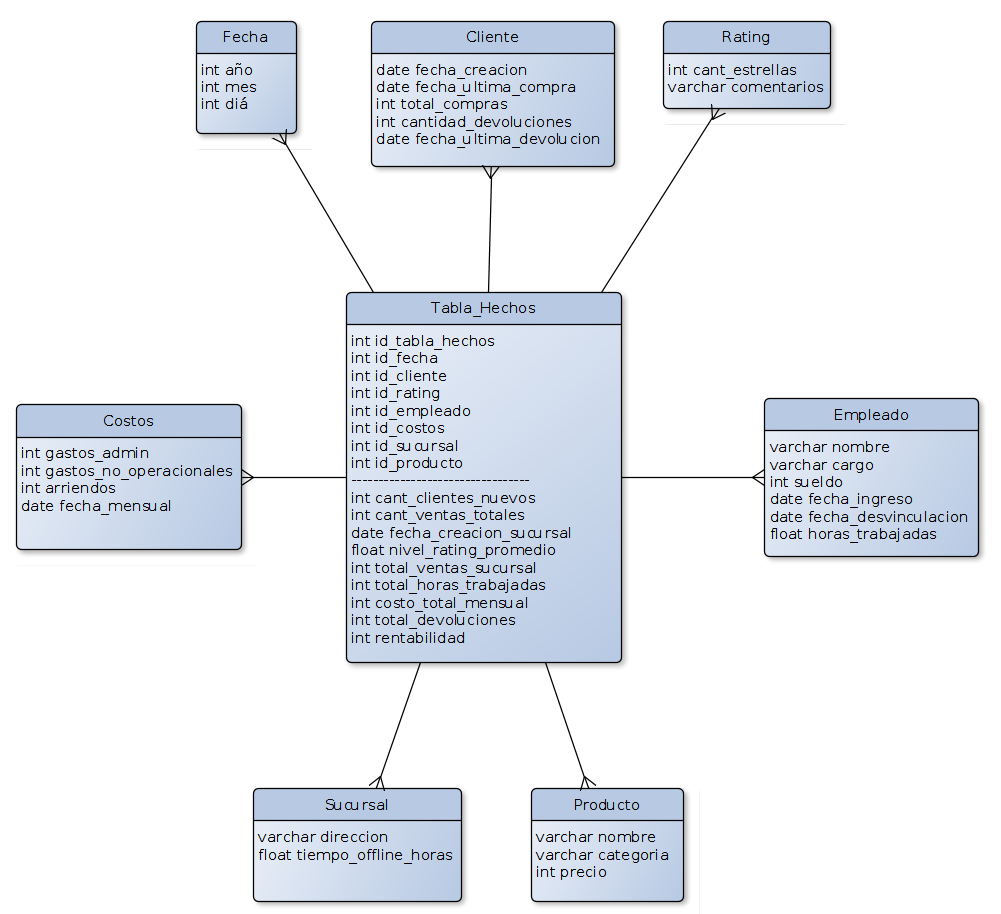 Fecha
int año
int mes
int diá
Cliente
date fecha_creacion
date fecha_ultima_compra
int total_compras
int cantidad_devoluciones
date fecha_ultima_devolucion
Rating
int cant_estrellas
varchar comentarios
Tabla_Hechos
int id_tabla_hechos
int id_fecha
int id_cliente
int id_rating
int id_empleado
int id_costos
int id_sucursal
int id_producto
---------------------------------
int cant_clientes_nuevos
int cant_ventas_totales
date fecha_creacion_sucursal
float nivel_rating_promedio
int total_ventas_sucursal
int total_horas_trabajadas
int costo_total_mensual
int total_devoluciones
int rentabilidad
Costos
int gastos_admin
int gastos_no_operacionales
int arriendos
date fecha_mensual
Empleado
varchar nombre
varchar cargo
int sueldo
date fecha_ingreso
date fecha_desvinculacion
float horas_trabajadas
Sucursal
varchar direccion
float tiempo_offline_horas
Producto
varchar nombre
varchar categoria
int precio